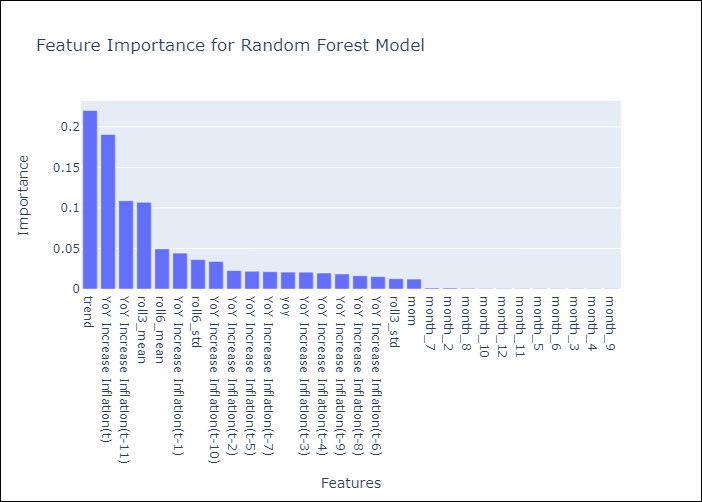 Feature Importance for Random Forest Model
Importance
0.2
0.15
0.1
0.05
0
trend
YoY Increase Inflation(t)
YoY Increase Inflation(t-11)
roll3_mean
roll6_mean
YoY Increase Inflation(t-1)
roll6_std
YoY Increase Inflation(t-10)
YoY Increase Inflation(t-2)
YoY Increase Inflation(t-5)
YoY Increase Inflation(t-7)
yoy
YoY Increase Inflation(t-3)
YoY Increase Inflation(t-4)
YoY Increase Inflation(t-9)
YoY Increase Inflation(t-8)
YoY Increase Inflation(t-6)
roll3_std
mom
month_7
month_2
month_8
month_10
month_12
month_11
month_5
month_6
month_3
month_4
month_9
Features